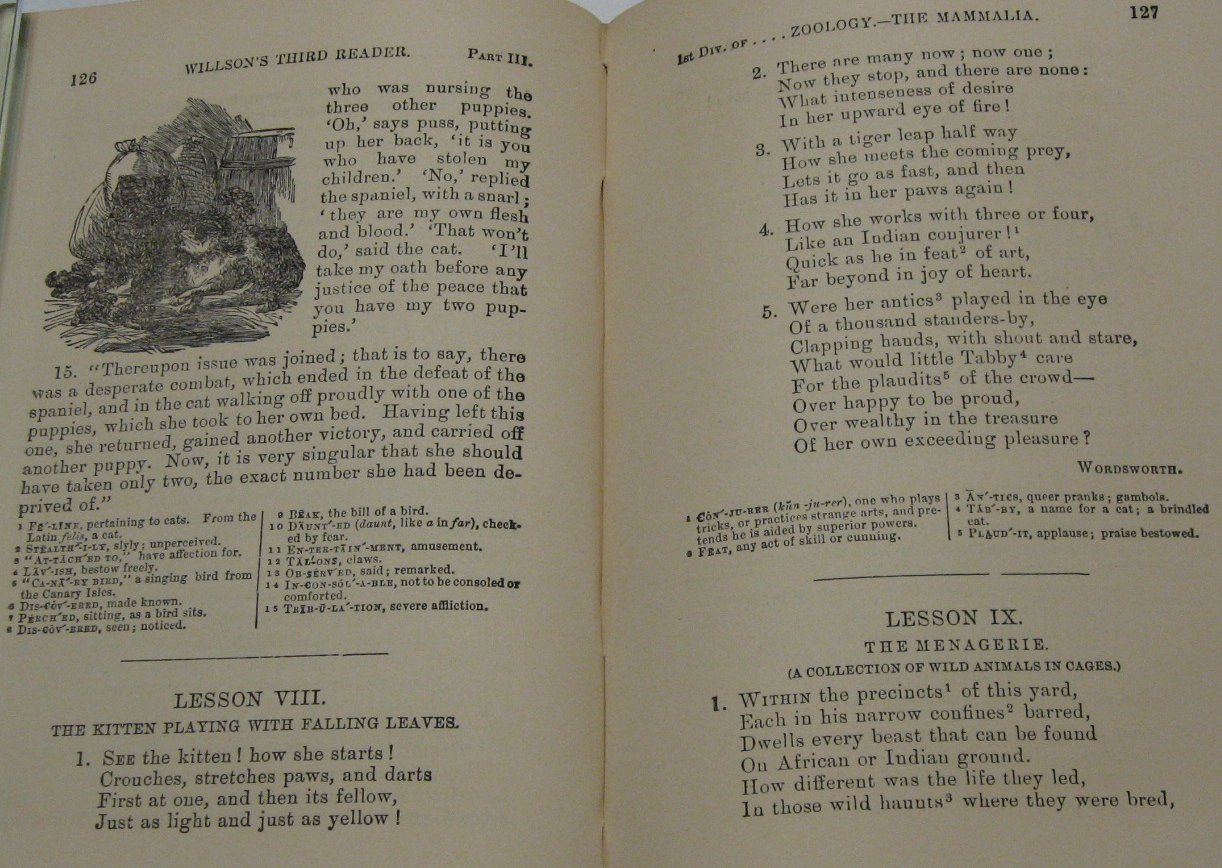 126 WILLSON'S THIRD READER. PART III.
who was nursing the
three other puppies.
'Oh,' says puss, putting
up her back, 'it is you
who have stolen my
children.' 'No,' replied
the spaniel, with a snarl;
'they are my own flesh
and blood.' 'That won't
do,' said the cat. 'I'll
take my oath before any
justice of the peace that
you have my two pup-
pies.'
15. "Thereupon issue was joined; that is to say, there
was a desperate combat, which ended in the defeat of the
spaniel, and in the cat walking off proudly with one of the
puppies, which she took to her own bed. Having left this
one, she returned, gained another victory, and carried off
another puppy. Now, it is very singular that she should
have taken only two, the exact number she had been de-
prived of."
1 FĒ´-LĪNE, pertaining to cats. From the
Latin felis, a cat.
2 STĔALTH´-I-LY, slyly; unperceived.
3 "AT-TĂCH´ED TO," have affection for.
4 LĂV´-ISH, bestow freely.
5 "CA-NĀ´-RY BIRD," a singing bird from
the Canary Isles.
6 DIS-CÓV´-ERED, made known.
7 PẼRCH´ED, sitting, as a bird sits.
8 DIS-CÓV´-ERED, seen; noticed.
9 BĒAK, the bill of a bird.
10 DÄUNT´-ED (daunt, like a in far), check-
ed by fear.
11 EN-TER-TĀIN´-MENT, amusement.
12 TĂL´ONS, claws.
13 OB-SẼRV´ED, said; remarked.
14 IN-CON-SŌL´-A-BLE, not to be consoled or
comforted.
15 TRĬB-Ū-LA´-TION, severe affliction.
LESSON VIII.
THE KITTEN PLAYING WITH FALLING LEAVES.
1. SEE the kitten! how she starts!
Crouches, stretches paws, and darts
First at one, and then its fellow,
Just as light and just as yellow!
1st DIV. OF .... ZOOLOGY.—THE MAMMALIA. 127
2. There are many now; now one;
Now they stop, and there are none:
What intenseness of desire
In her upward eye of fire!
3. With a tiger leap half way
How she meets the coming prey,
Lets it go as fast, and then
Has it in her paws again!
4. How she works with three or four,
Like an Indian conjurer!¹
Quick as he in feat² of art,
Far beyond in joy of heart.
5. Were her antics³ played in the eye
Of a thousand standers-by,
Clapping hands, with shout and stare,
What would little Tabby⁴ care
For the plaudits⁵ of the crowd—
Over happy to be proud,
Over wealthy in the treasure
Of her own exceeding pleasure?
WORDSWORTH.
1 CÓN´-JU-RER (kŭn-ju-rer), one who plays
tricks, or practices strange arts, and pre-
tends he is aided by superior powers.
2 FĒAT, any act of skill or cunning.
3 ĂN´-TICS, queer pranks; gambols.
4 TĂB´-BY, a name for a cat; a brindled
cat.
5 PLĄUD´-IT, applause; praise bestowed.
LESSON IX.
THE MENAGERIE.
(A COLLECTION OF WILD ANIMALS IN CAGES.)
1. WITHIN the precincts¹ of this yard,
Each in his narrow confines² barred,
Dwells every beast that can be found
On African or Indian ground.
How different was the life they led,
In those wild haunts³ where they were bred,